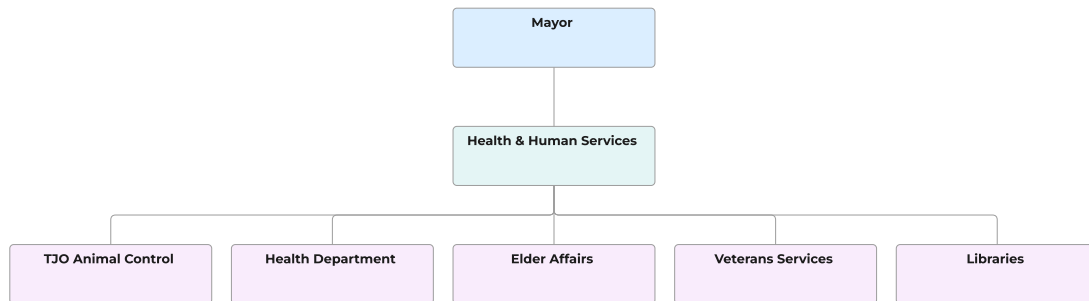 Mayor
Health & Human Services
TJO Animal Control
Health Department
Elder Affairs
Veterans Services
Libraries